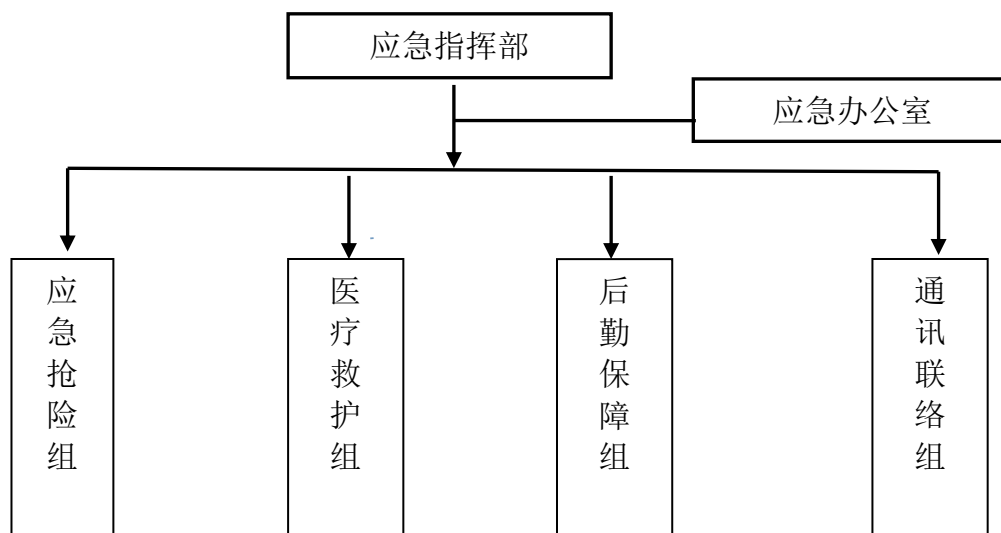 应急指挥部
应急办公室
应急抢险组
医疗救护组
后勤保障组
通讯联络组